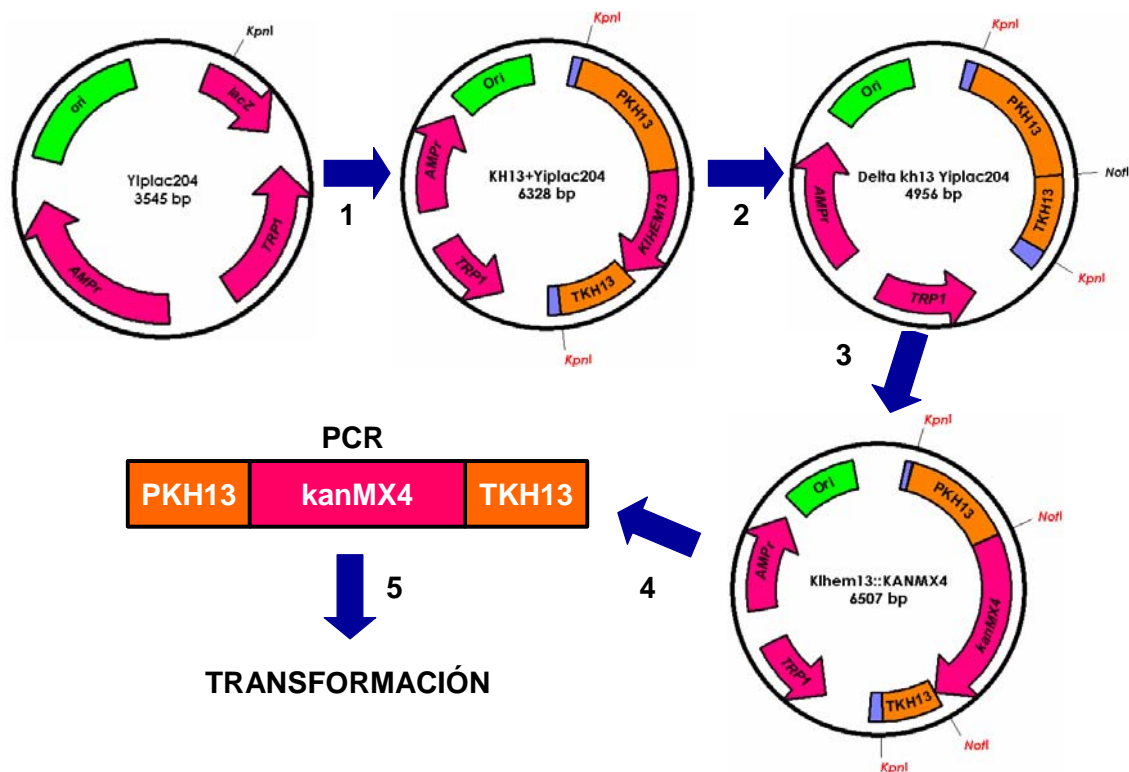 KpnI
ori
lacZ
YIplac204
3545 bp
TRP1
AMPr
1
KpnI
Ori
PKH13
AMPr
KH13+Yiplac204
6328 bp
KlHEM13
TRP1
TKH13
KpnI
2
KpnI
Ori
PKH13
NotI
Delta kh13 Yiplac204
4956 bp
AMPr
TKH13
KpnI
TRP1
3
PCR
PKH13 kanMX4 TKH13
4
KpnI
Ori
PKH13
NotI
AMPr
Klhem13::KANMX4
6507 bp
kanMX4
TRP1
TKH13
NotI
KpnI
5
TRANSFORMACIÓN